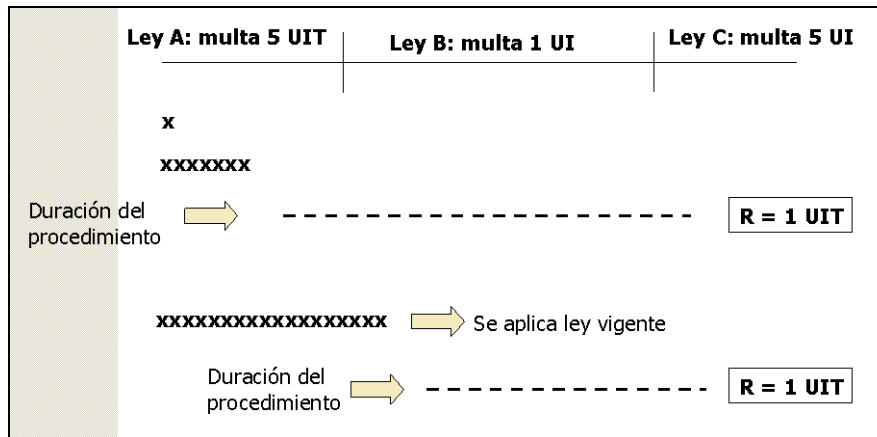 Ley A: multa 5 UIT
Ley B: multa 1 UI
Ley C: multa 5 UI
x
xxxxxxx
Duración del
procedimiento
R = 1 UIT
xxxxxxxxxxxxxxxxxx
Se aplica ley vigente
Duración del
procedimiento
R = 1 UIT